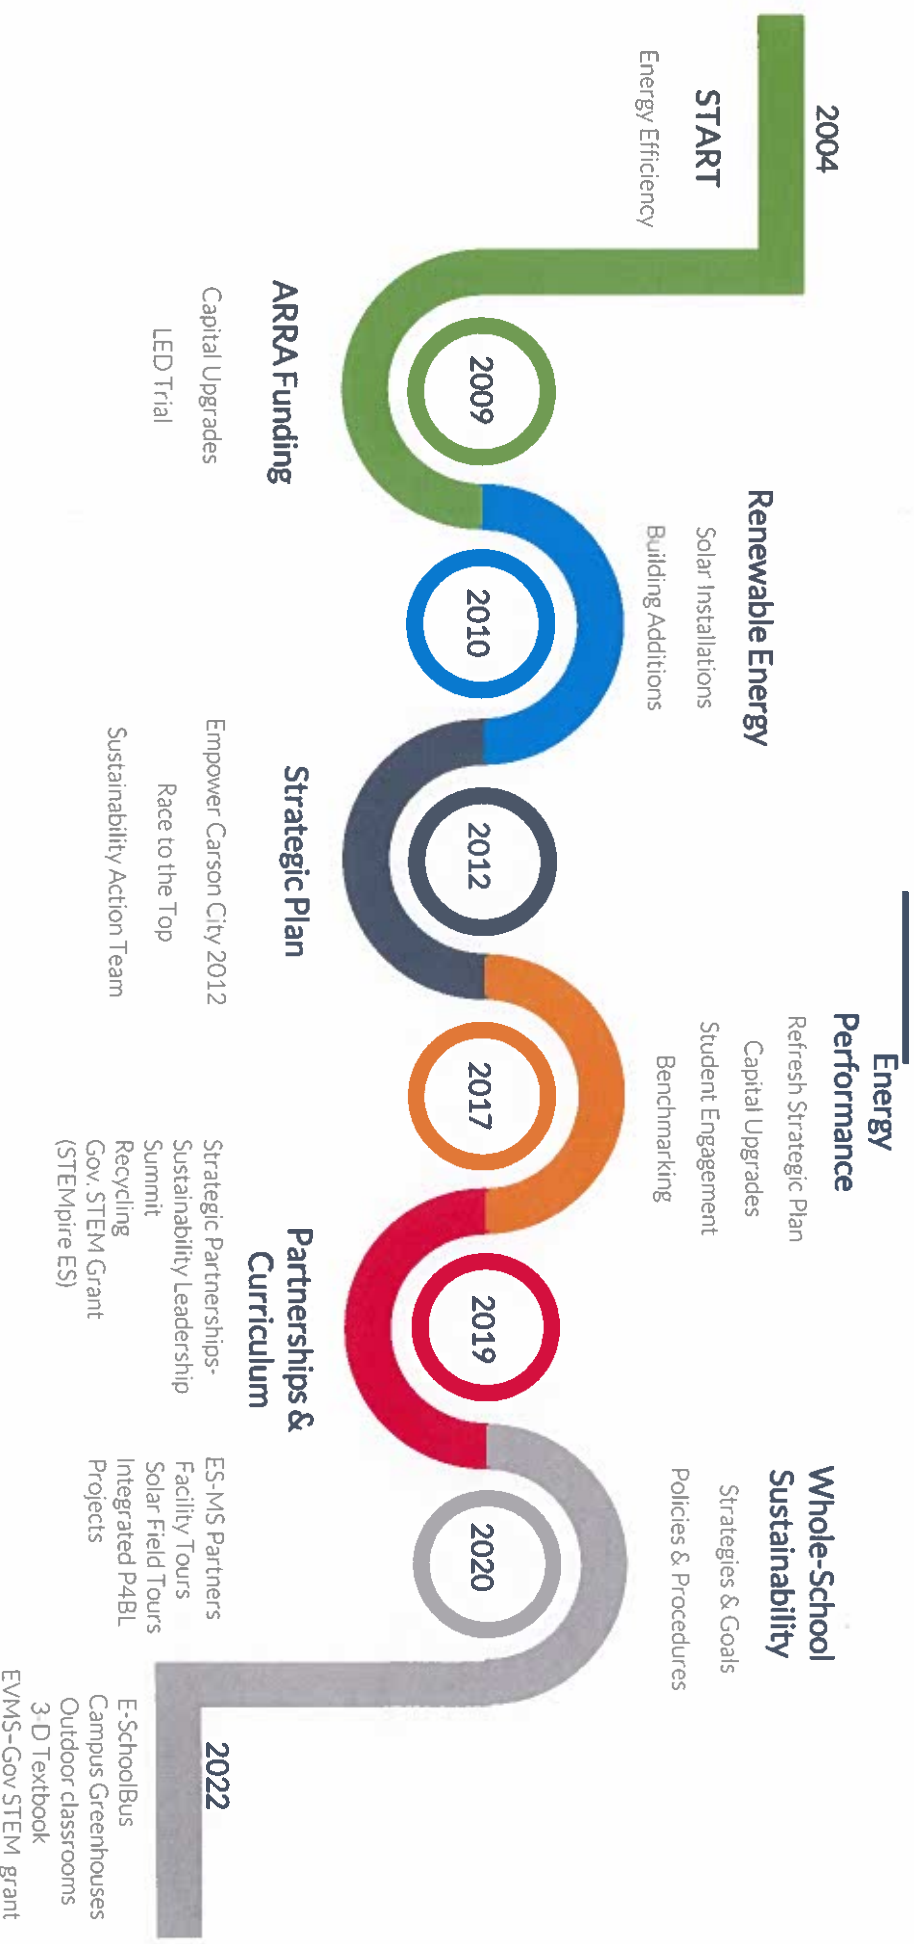 2004
START
Energy Efficiency
2009
ARRA Funding
Capital Upgrades
LED Trial
Renewable Energy
Solar Installations
Building Additions
2010
2012
Strategic Plan
Empower Carson City 2012
Race to the Top
Sustainability Action Team
Energy
Performance
Refresh Strategic Plan
Capital Upgrades
Student Engagement
Benchmarking
2017
2019
Partnerships &
Curriculum
Strategic Partnerships-
Sustainability Leadership
Summit
Recycling
Gov. STEM Grant
(STEMpire ES)
ES-MS Partners
Facility Tours
Solar Field Tours
Integrated P4BL
Projects
Whole-School
Sustainability
Strategies & Goals
Policies & Procedures
2020
2022
E-SchoolBus
Campus Greenhouses
Outdoor classrooms
3-D Textbook
EVMS-Gov STEM grant